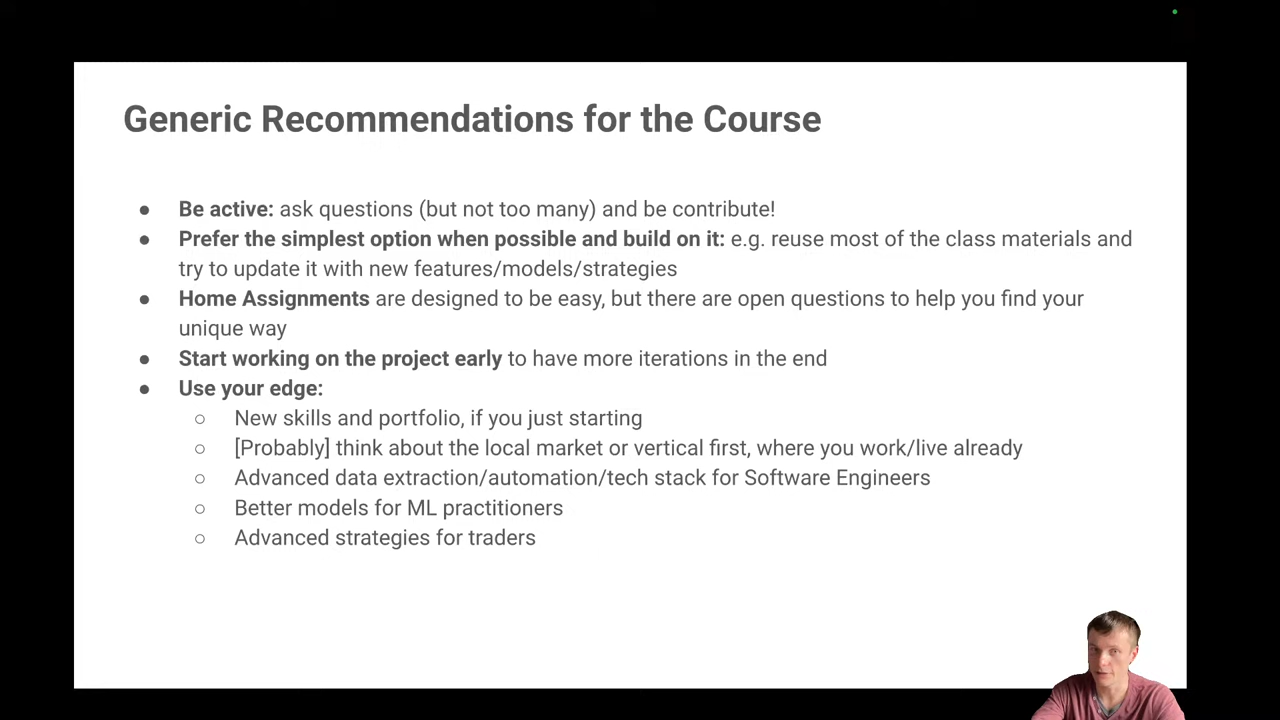 Generic Recommendations for the Course
● Be active: ask questions (but not too many) and be contribute!
● Prefer the simplest option when possible and build on it: e.g. reuse most of the class materials and
try to update it with new features/models/strategies
● Home Assignments are designed to be easy, but there are open questions to help you find your
unique way
● Start working on the project early to have more iterations in the end
● Use your edge:
○ New skills and portfolio, if you just starting
○ [Probably] think about the local market or vertical first, where you work/live already
○ Advanced data extraction/automation/tech stack for Software Engineers
○ Better models for ML practitioners
○ Advanced strategies for traders